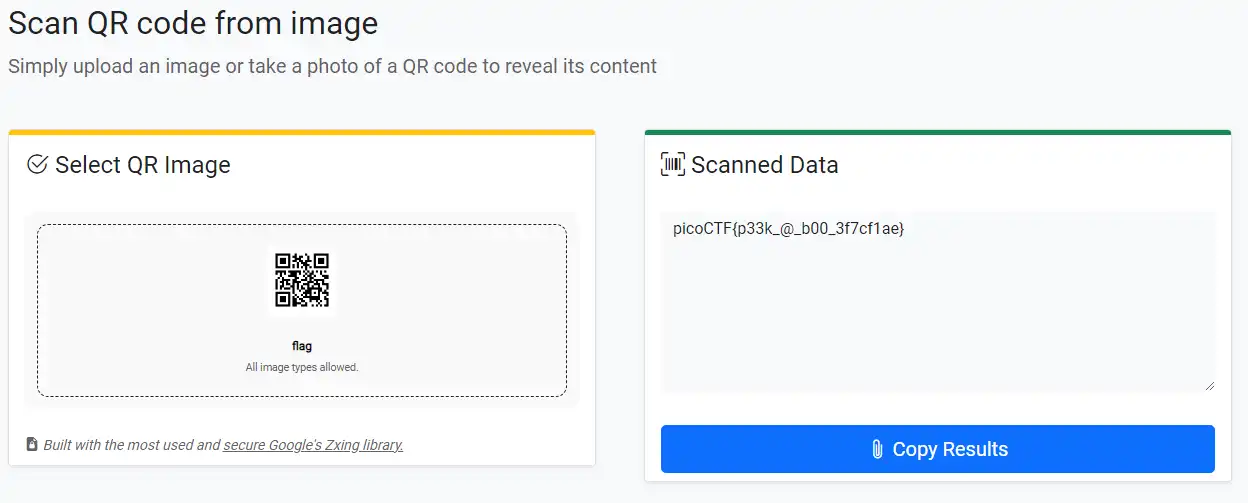 Scan QR code from image
Simply upload an image or take a photo of a QR code to reveal its content
Select QR Image
flag
All image types allowed.
Built with the most used and secure Google's Zxing library.
Scanned Data
picoCTF{p33k_@_b00_3f7cf1ae}
Copy Results